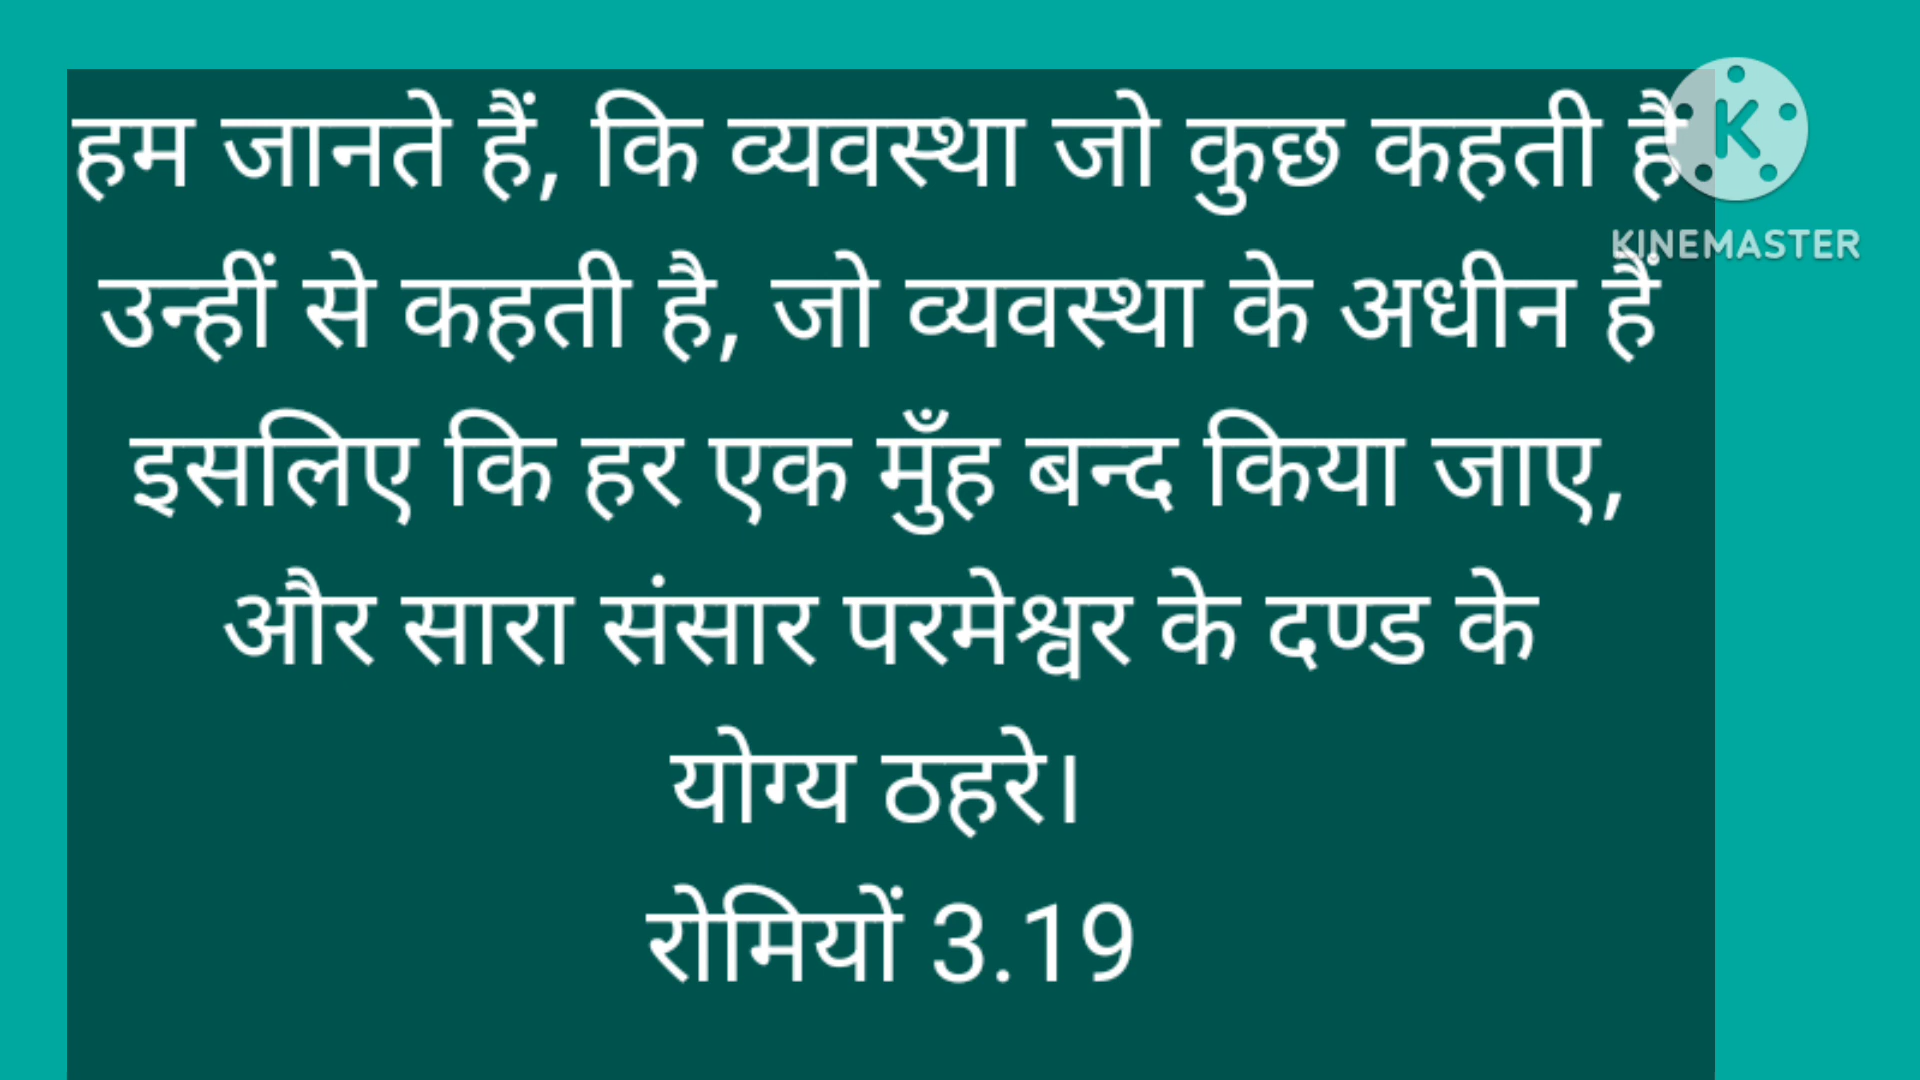 हम जानते हैं, कि व्यवस्था जो कुछ कहती है
KINEMASTER
उन्हीं से कहती है, जो व्यवस्था के अधीन हैं
इसलिए कि हर एक मुँह बन्द किया जाए,
और सारा संसार परमेश्वर के दण्ड के
योग्य ठहरे।
रोमियों 3.19